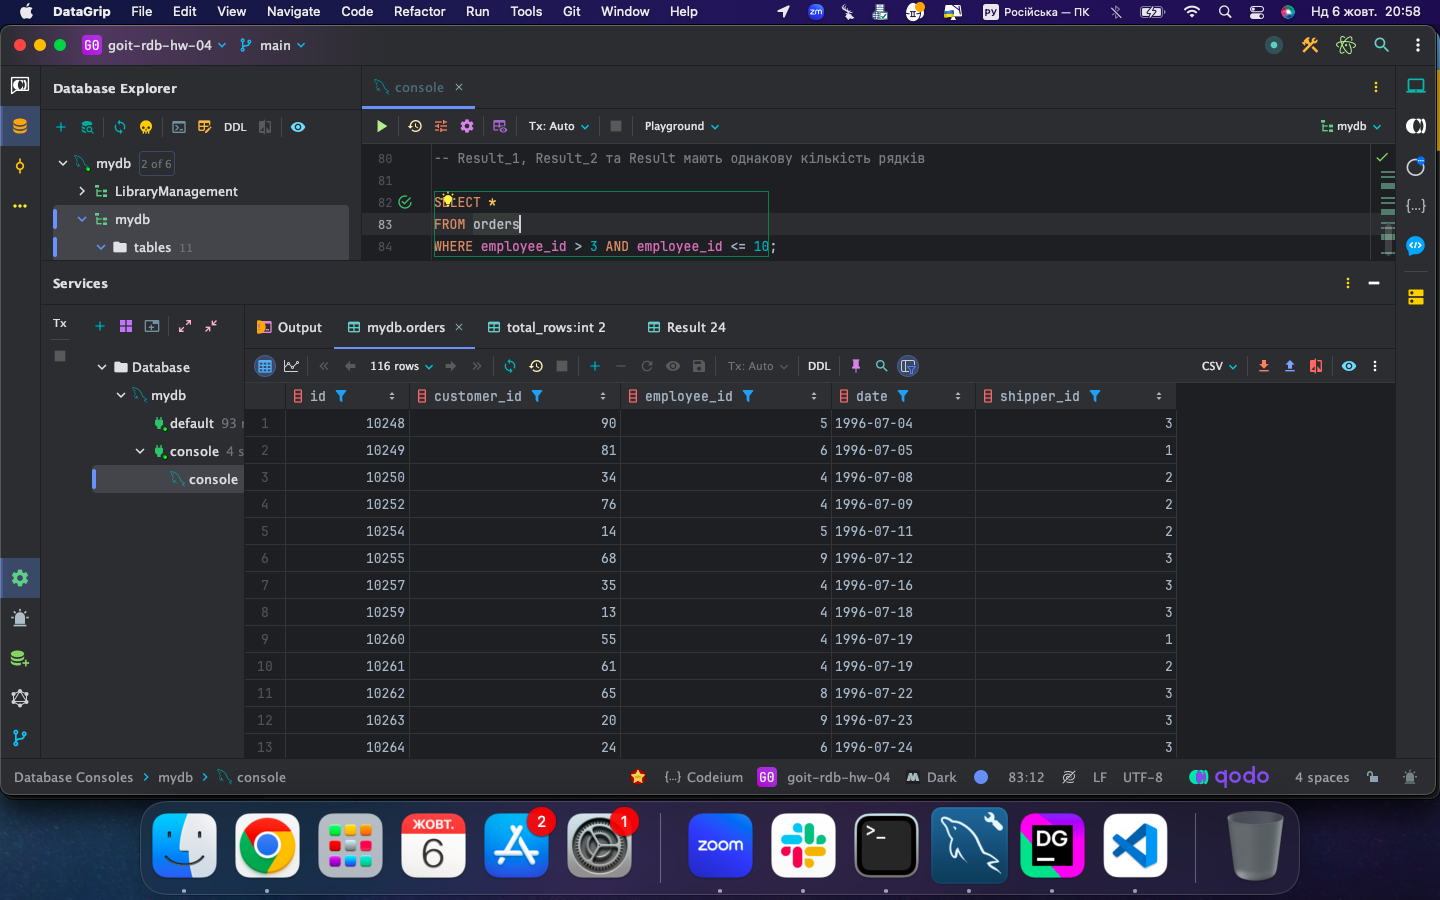 DataGrip File Edit View Navigate Code Refactor Run Tools Git Window Help zm РУ Російська — ПК Нд 6 жовт. 20:58
G0 goit-rdb-hw-04 main
Database Explorer
console
DDL
Tx: Auto Playground mydb
mydb 2 of 6
LibraryManagement
mydb
tables 11
80 -- Result_1, Result_2 та Result мають однакову кількість рядків
81
82 SELECT *
83 FROM orders
84 WHERE employee_id > 3 AND employee_id <= 10;
Services
Tx
Output mydb.orders total_rows:int 2 Result 24
116 rows Tx: Auto DDL CSV
Database
mydb
default 93
console 4 s
console
id customer_id employee_id date shipper_id
1 10248 90 5 1996-07-04 3
2 10249 81 6 1996-07-05 1
3 10250 34 4 1996-07-08 2
4 10252 76 4 1996-07-09 2
5 10254 14 5 1996-07-11 2
6 10255 68 9 1996-07-12 3
7 10257 35 4 1996-07-16 3
8 10259 13 4 1996-07-18 3
9 10260 55 4 1996-07-19 1
10 10261 61 4 1996-07-19 2
11 10262 65 8 1996-07-22 3
12 10263 20 9 1996-07-23 3
13 10264 24 6 1996-07-24 3
Database Consoles mydb console {...} Codeium G0 goit-rdb-hw-04 Dark 83:12 LF UTF-8 qodo 4 spaces
ЖОВТ.
6
2
1
zoom
>_
DG